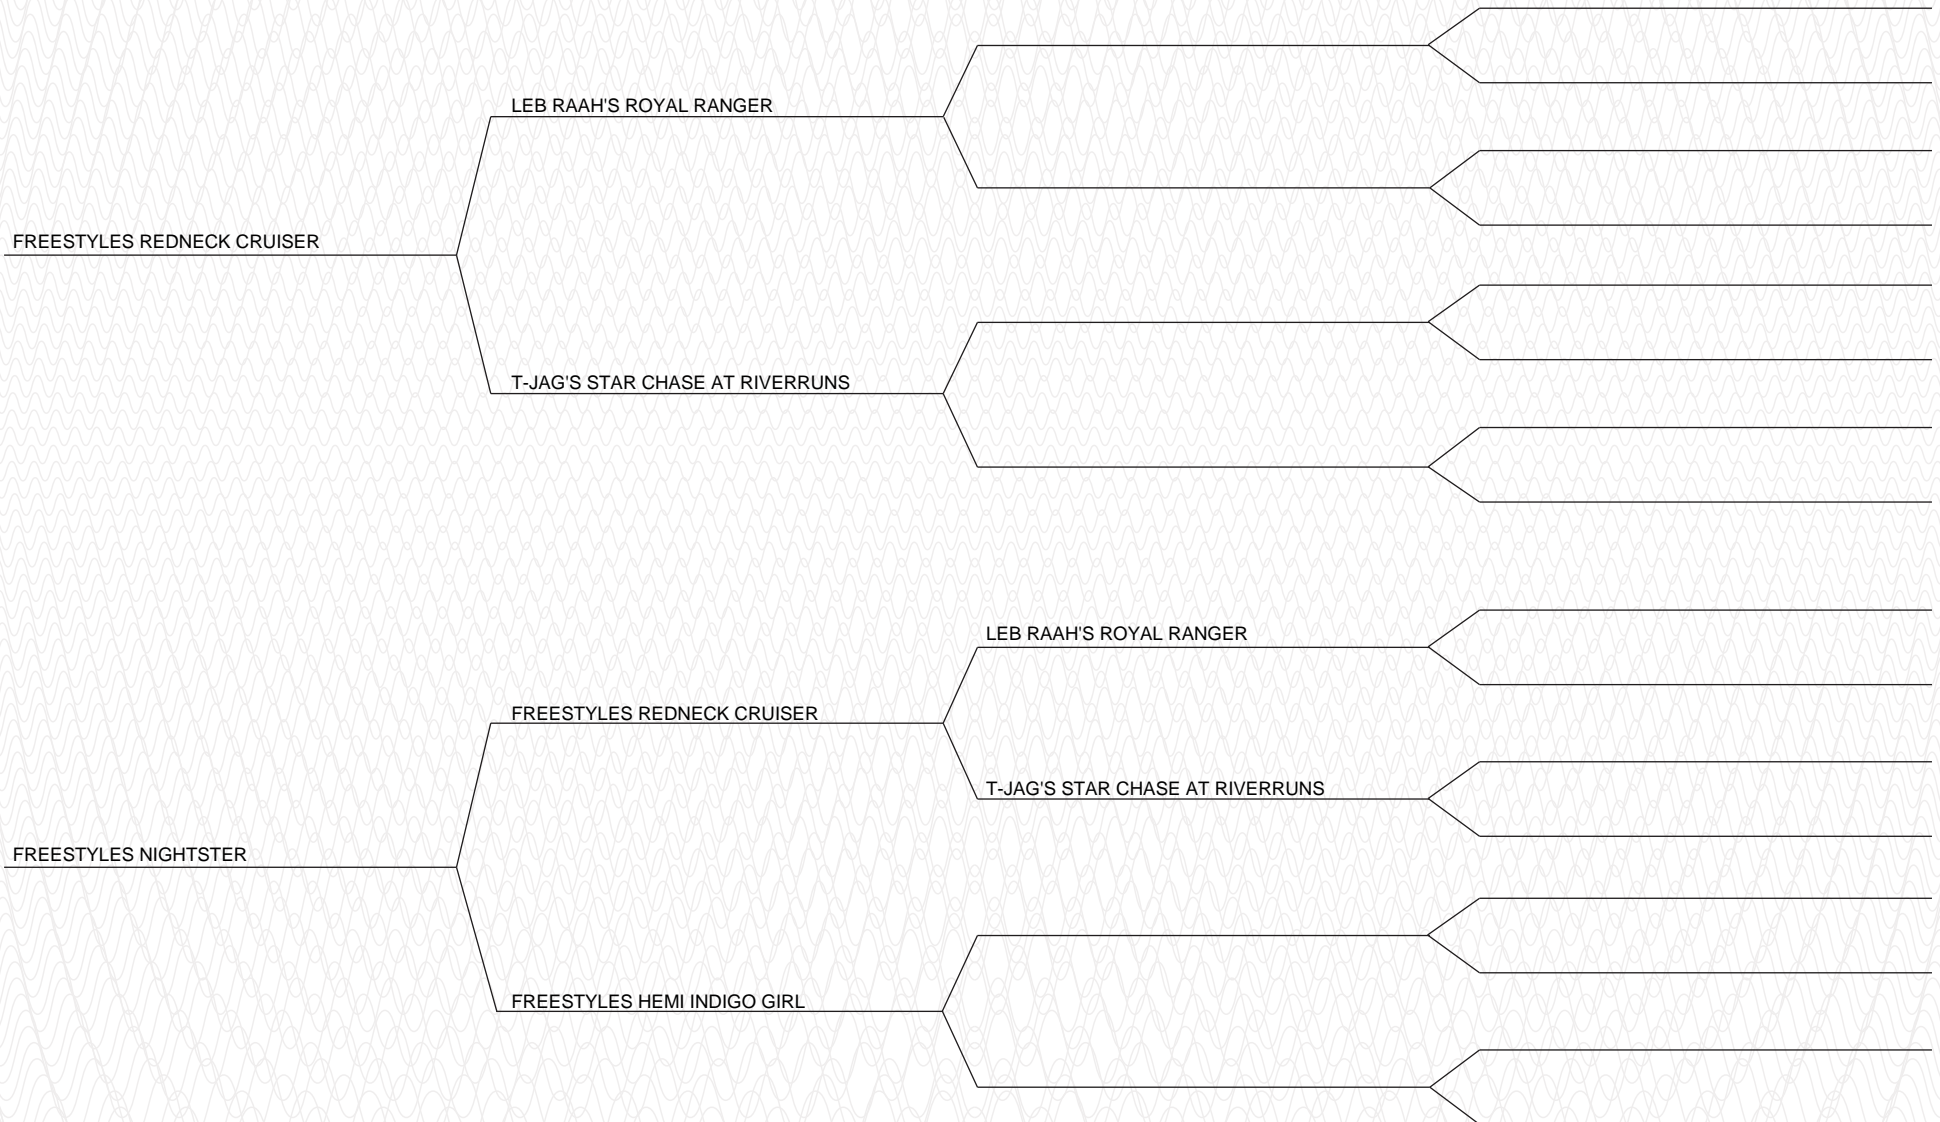 LEB RAAH'S ROYAL RANGER
FREESTYLES REDNECK CRUISER
T-JAG'S STAR CHASE AT RIVERRUNS
LEB RAAH'S ROYAL RANGER
FREESTYLES REDNECK CRUISER
T-JAG'S STAR CHASE AT RIVERRUNS
FREESTYLES NIGHTSTER
FREESTYLES HEMI INDIGO GIRL